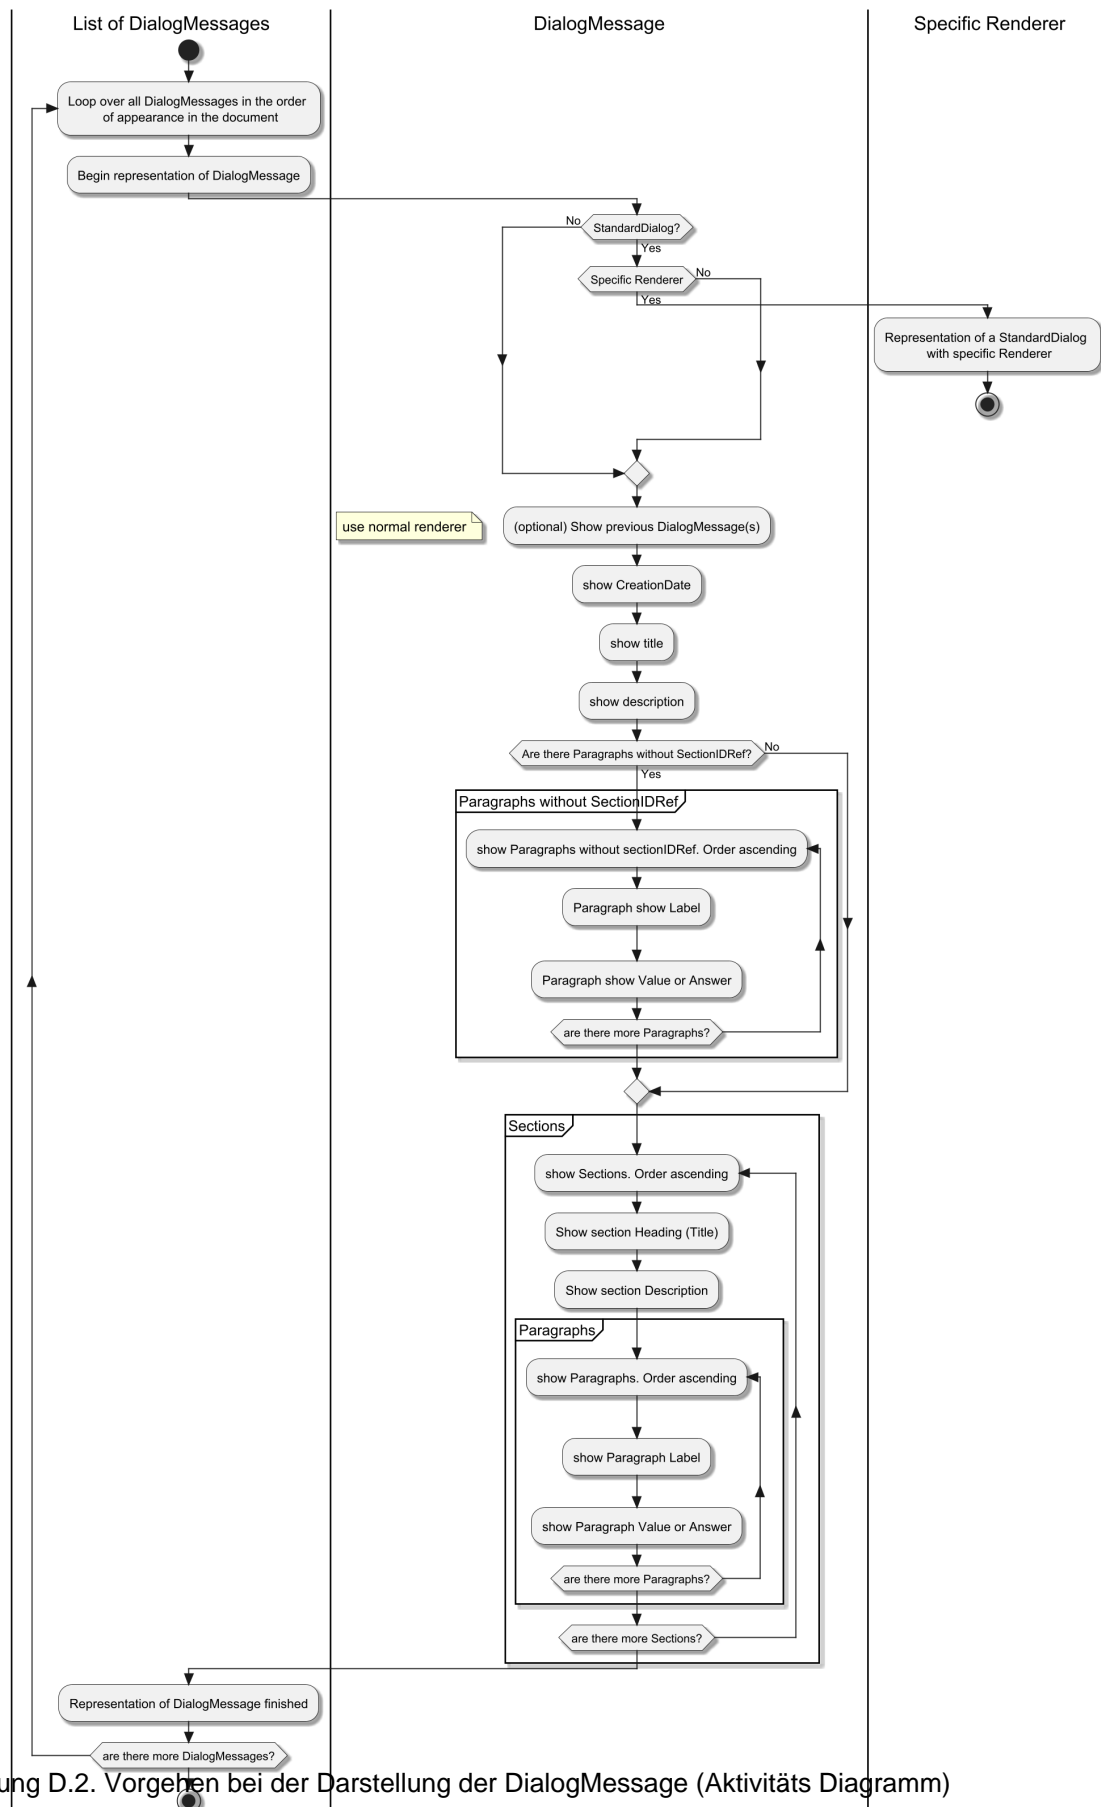 List of DialogMessages
DialogMessage
Specific Renderer
Loop over all DialogMessages in the order
of appearance in the document
Begin representation of DialogMessage
No
StandardDialog?
Yes
Specific Renderer
No
Yes
Representation of a StandardDialog
with specific Renderer
use normal renderer
(optional) Show previous DialogMessage(s)
show CreationDate
show title
show description
Are there Paragraphs without SectionIDRef?
No
Yes
Paragraphs without SectionIDRef
show Paragraphs without sectionIDRef. Order ascending
Paragraph show Label
Paragraph show Value or Answer
are there more Paragraphs?
Sections
show Sections. Order ascending
Show section Heading (Title)
Show section Description
Paragraphs
show Paragraphs. Order ascending
show Paragraph Label
show Paragraph Value or Answer
are there more Paragraphs?
are there more Sections?
Representation of DialogMessage finished
are there more DialogMessages?
ung D.2. Vorgehen bei der Darstellung der DialogMessage (Aktivitäts Diagramm)